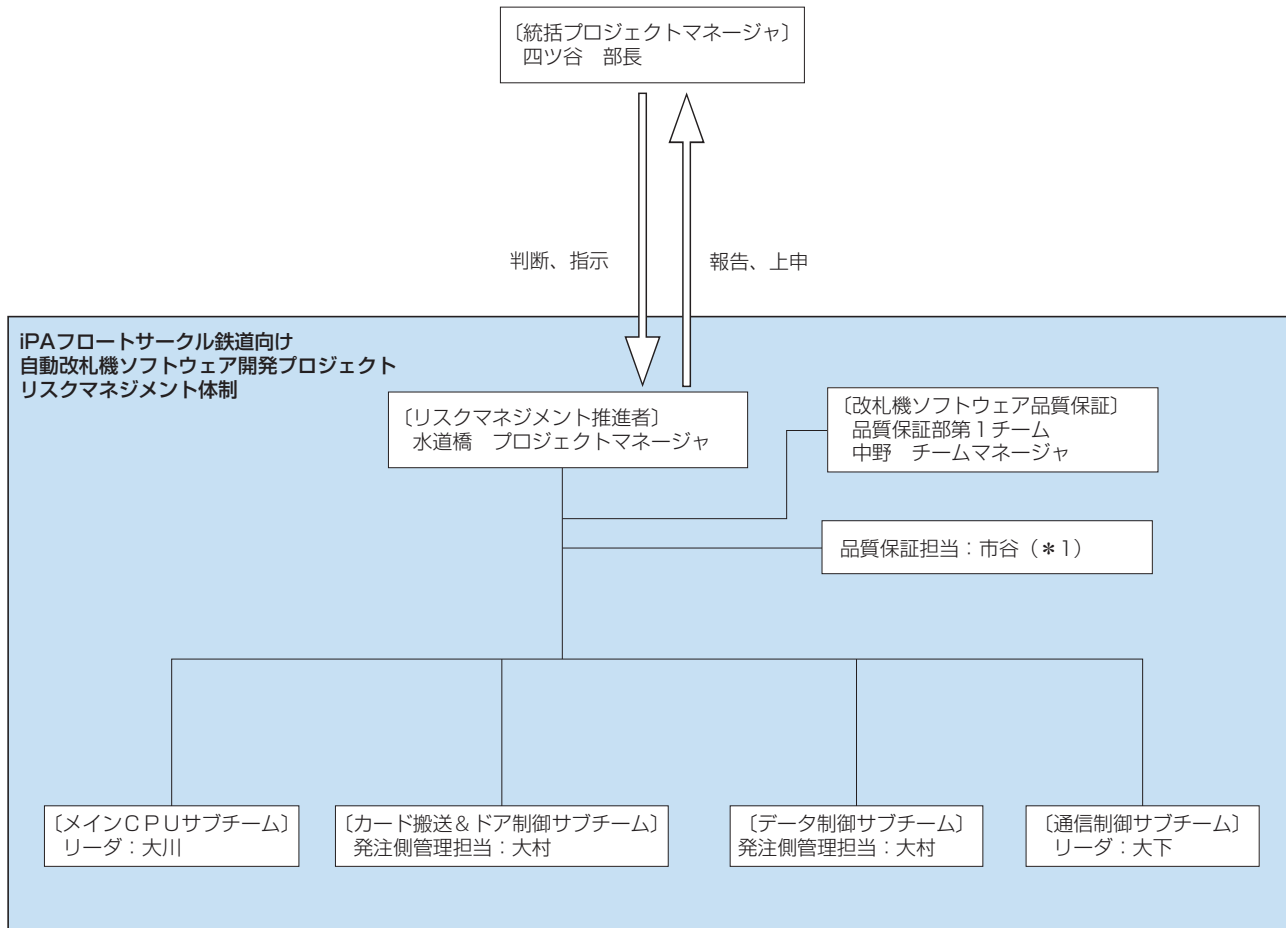 〔統括プロジェクトマネージャ〕
四ツ谷　部長
判断、指示
報告、上申
iPAフロートサークル鉄道向け
自動改札機ソフトウェア開発プロジェクト
リスクマネジメント体制
〔リスクマネジメント推進者〕
水道橋　プロジェクトマネージャ
〔改札機ソフトウェア品質保証〕
品質保証部第１チーム
中野　チームマネージャ
品質保証担当：市谷（＊１）
〔メインＣＰＵサブチーム〕
リーダ：大川
〔カード搬送＆ドア制御サブチーム〕
発注側管理担当：大村
〔データ制御サブチーム〕
発注側管理担当：大村
〔通信制御サブチーム〕
リーダ：大下